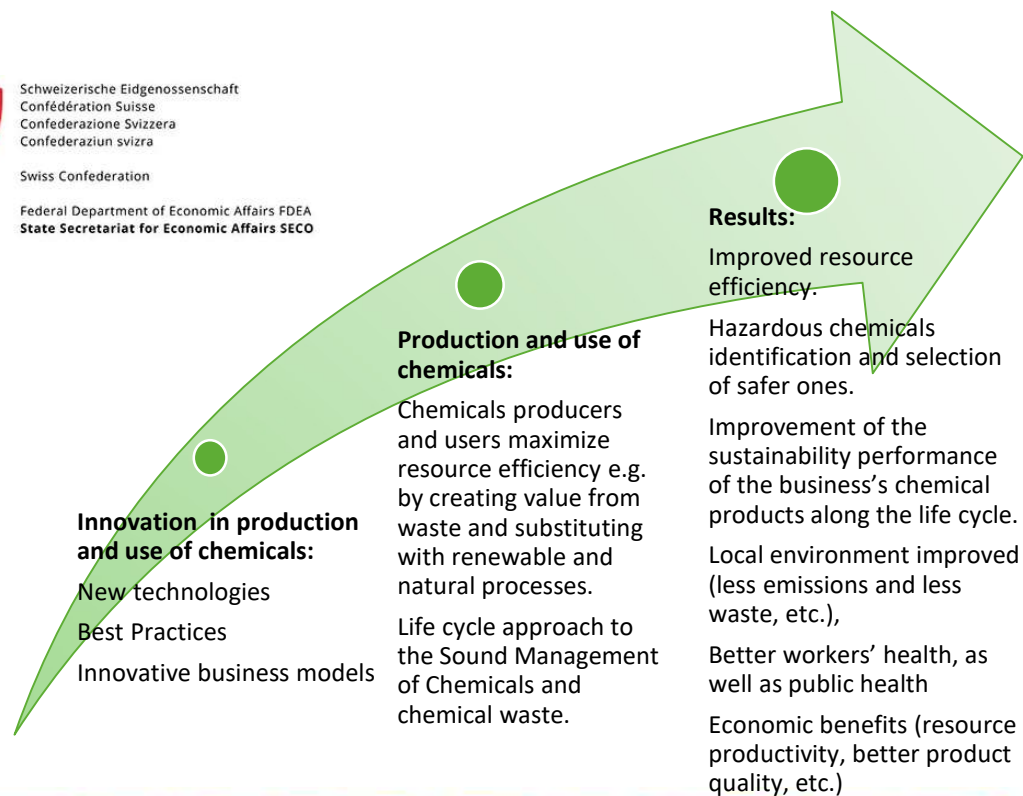 Schweizerische Eidgenossenschaft
Confédération Suisse
Confederazione Svizzera
Confederaziun svizra
Swiss Confederation
Federal Department of Economic Affairs FDEA
State Secretariat for Economic Affairs SECO
Innovation  in production
and use of chemicals:
New technologies
Best Practices
Innovative business models
Production and use of
chemicals:
Chemicals producers
and users maximize
resource efficiency e.g.
by creating value from
waste and substituting
with renewable and
natural processes.
Life cycle approach to
the Sound Management
of Chemicals and
chemical waste.
Results:
Improved resource
efficiency.
Hazardous chemicals
identification and selection
of safer ones.
Improvement of the
sustainability performance
of the business’s chemical
products along the life cycle.
Local environment improved
(less emissions and less
waste, etc.),
Better workers’ health, as
well as public health
Economic benefits (resource
productivity, better product
quality, etc.)